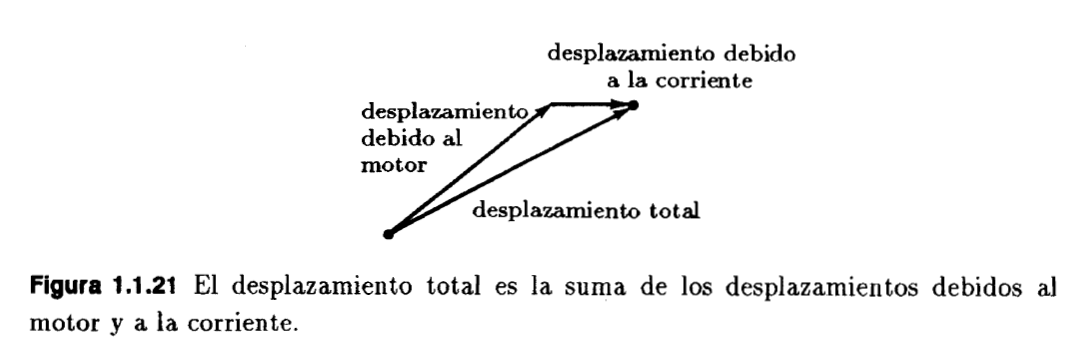 desplazamiento debido
a la corriente
desplazamiento
debido al
motor
desplazamiento total
Figura 1.1.21 El desplazamiento total es la suma de los desplazamientos debidos al
motor y a la corriente.